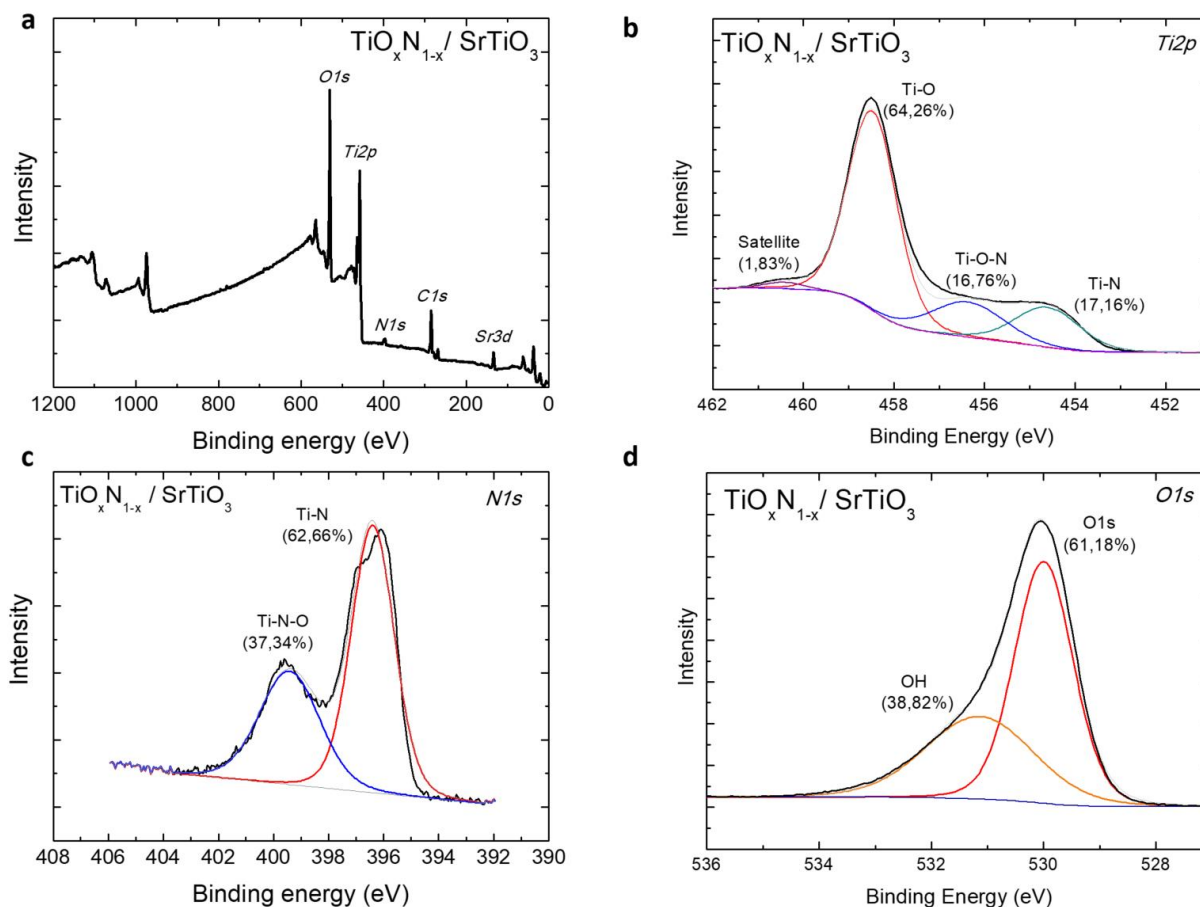 a
TiOₓN₁₋ₓ/ SrTiO₃
O1s
Ti2p
N1s
C1s
Sr3d
Intensity
1200 1000 800 600 400 200 0
Binding energy (eV)
b
TiOₓN₁₋ₓ/ SrTiO₃
Ti2p
Ti-O
(64,26%)
Satellite
(1,83%)
Ti-O-N
(16,76%)
Ti-N
(17,16%)
Intensity
462 460 458 456 454 452
Binding Energy (eV)
c
TiOₓN₁₋ₓ/ SrTiO₃
N1s
Ti-N
(62,66%)
Ti-N-O
(37,34%)
Intensity
408 406 404 402 400 398 396 394 392 390
Binding energy (eV)
d
TiOₓN₁₋ₓ/ SrTiO₃
O1s
O1s
(61,18%)
OH
(38,82%)
Intensity
536 534 532 530 528
Binding Energy (eV)